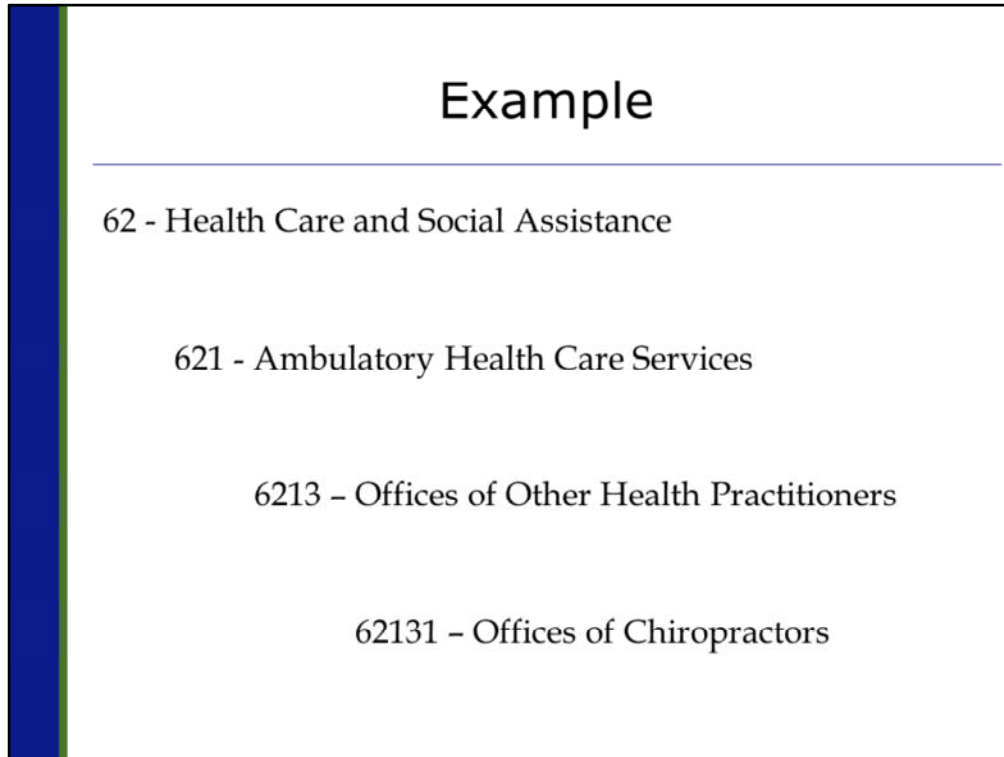 Example
62 - Health Care and Social Assistance
621 - Ambulatory Health Care Services
6213 – Offices of Other Health Practitioners
62131 – Offices of Chiropractors